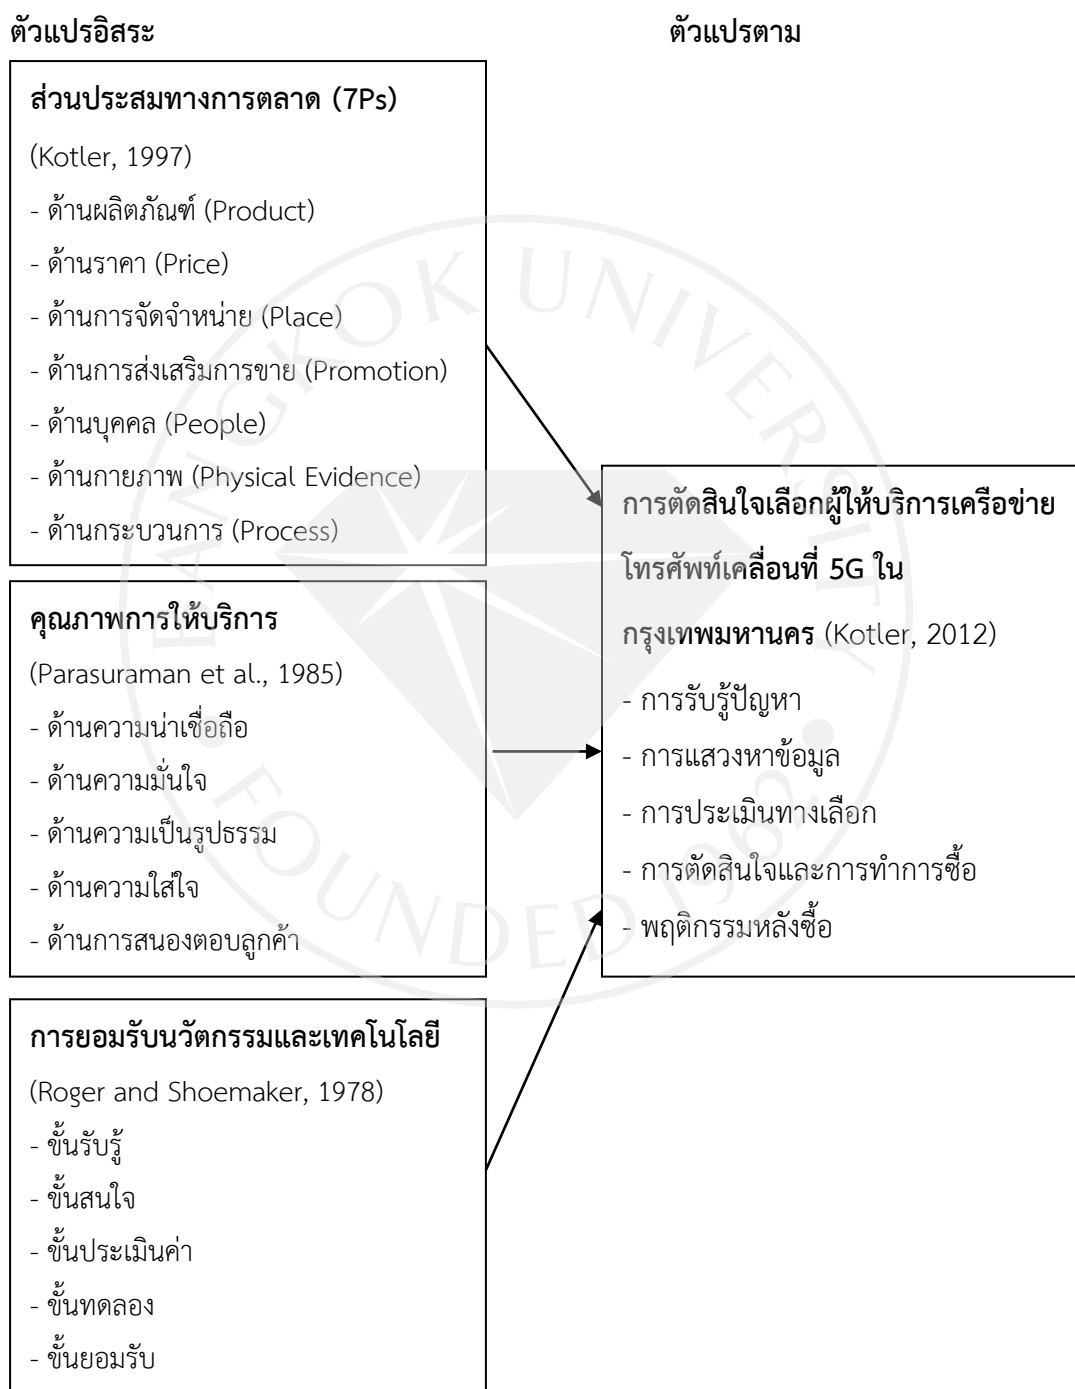 ตัวแปรอิสระ
ตัวแปรตาม
ส่วนประสมทางการตลาด (7Ps)
(Kotler, 1997)
- ด้านผลิตภัณฑ์ (Product)
- ด้านราคา (Price)
- ด้านการจัดจำหน่าย (Place)
- ด้านการส่งเสริมการขาย (Promotion)
- ด้านบุคคล (People)
- ด้านกายภาพ (Physical Evidence)
- ด้านกระบวนการ (Process)
คุณภาพการให้บริการ
(Parasuraman et al., 1985)
- ด้านความน่าเชื่อถือ
- ด้านความมั่นใจ
- ด้านความเป็นรูปธรรม
- ด้านความใส่ใจ
- ด้านการสนองตอบลูกค้า
การยอมรับนวัตกรรมและเทคโนโลยี
(Roger and Shoemaker, 1978)
- ขั้นรับรู้
- ขั้นสนใจ
- ขั้นประเมินค่า
- ขั้นทดลอง
- ขั้นยอมรับ
การตัดสินใจเลือกผู้ให้บริการเครือข่าย
โทรศัพท์เคลื่อนที่ 5G ใน
กรุงเทพมหานคร (Kotler, 2012)
- การรับรู้ปัญหา
- การแสวงหาข้อมูล
- การประเมินทางเลือก
- การตัดสินใจและการทำการซื้อ
- พฤติกรรมหลังซื้อ
BANGKOK UNIVERSITY
FOUNDED 1962